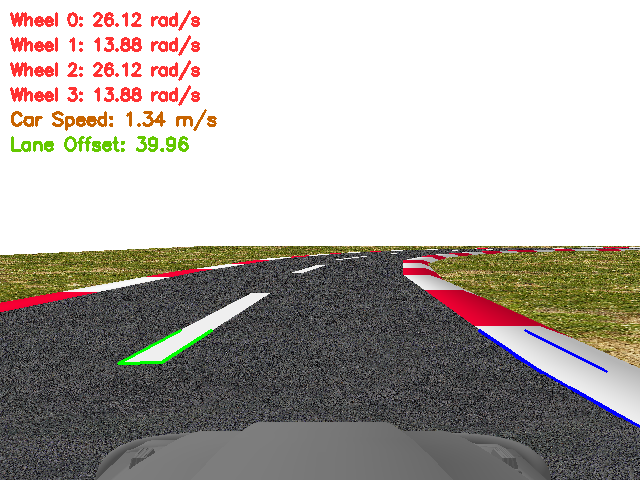 Wheel 0: 26.12 rad/s
Wheel 1: 13.88 rad/s
Wheel 2: 26.12 rad/s
Wheel 3: 13.88 rad/s
Car Speed: 1.34 m/s
Lane Offset: 39.96